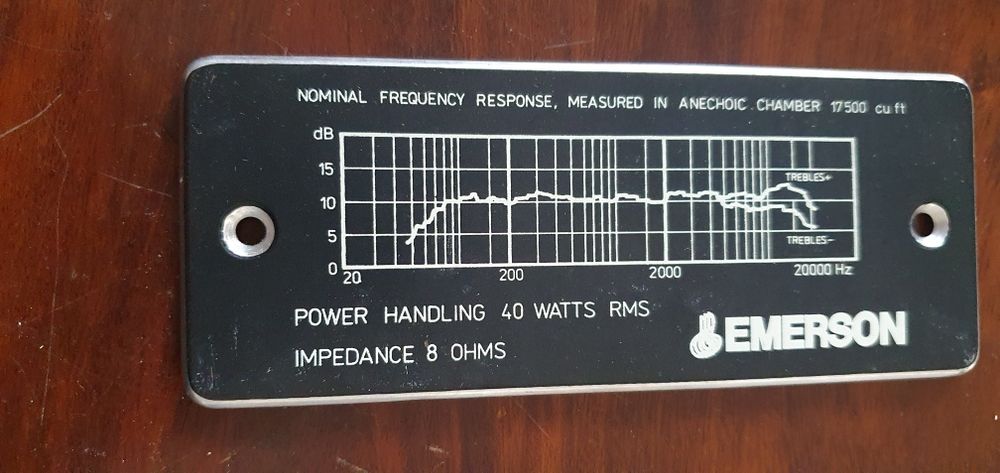 NOMINAL FREQUENCY RESPONSE, MEASURED IN ANECHOIC CHAMBER 17500 cu ft
dB
15
10
5
0
TREBLES+
TREBLES-
20 200 2000 20000 Hz
POWER HANDLING 40 WATTS RMS
IMPEDANCE 8 OHMS
EMERSON